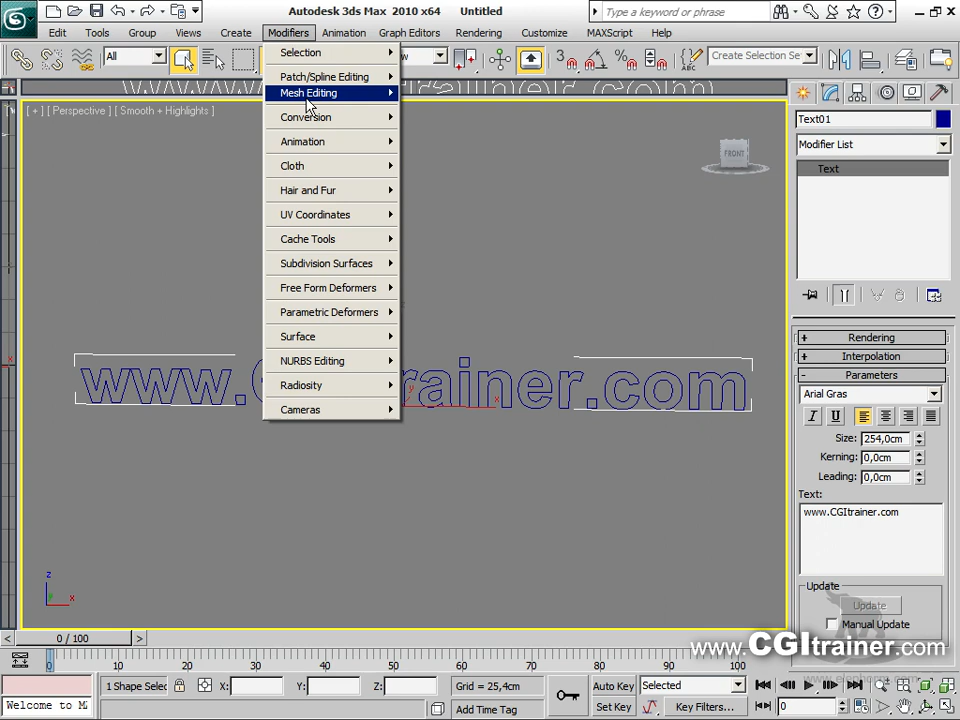 Autodesk 3ds Max 2010 x64 Untitled
Type a keyword or phrase
Edit Tools Group Views Create Modifiers Animation Graph Editors Rendering Customize MAXScript Help
All
Create Selection Se
Selection
Patch/Spline Editing
Mesh Editing
Conversion
Animation
Cloth
Hair and Fur
UV Coordinates
Cache Tools
Subdivision Surfaces
Free Form Deformers
Parametric Deformers
Surface
NURBS Editing
Radiosity
Cameras
[ + ] [ Perspective ] [ Smooth + Highlights ]
FRONT
z
x
y
x
Text01
Modifier List
Text
+ Rendering
+ Interpolation
- Parameters
Arial Gras
I U
Size: 254,0cm
Kerning: 0,0cm
Leading: 0,0cm
Text:
www.CGItrainer.com
Update
Update
Manual Update
www.CGItrainer.com
< 0 / 100 >
0 10 20 30 40 50 60 70 80 90 100
1 Shape Selec X: Y: Z: Grid = 25,4cm Auto Key Selected
Welcome to M Add Time Tag Set Key Key Filters... 0